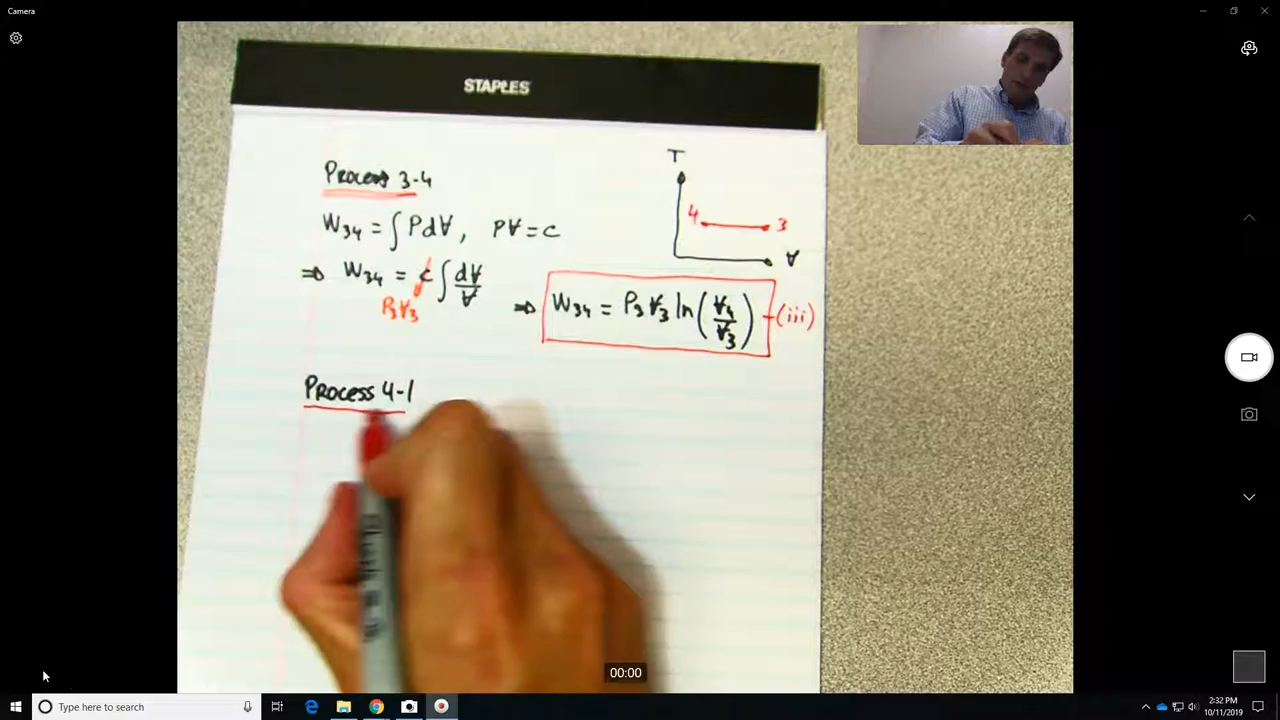 Camera
STAPLES
Process 3-4
W₃₄ = ∫ Pd∀, P∀ = c
⇒ W₃₄ = c ∫ d∀/∀
P₃∀₃
⇒ W₃₄ = P₃∀₃ ln(∀₄/∀₃) -(iii)
T
4
3
∀
Process 4-1
00:00
Type here to search
2:32 PM
10/11/2019